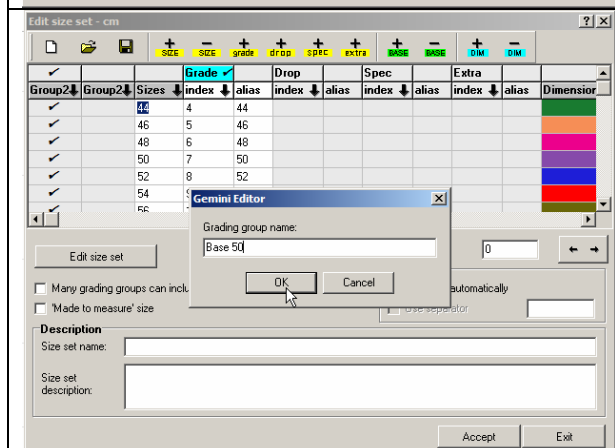 Edit size set - cm
SIZE SIZE grade drop spec extra BASE BASE DIM DIM
Grade Drop Spec Extra
Group2 Group2 Sizes index alias index alias index alias index alias Dimension
44 4 44
46 5 46
48 6 48
50 7 50
52 8 52
54
56
Gemini Editor
Grading group name:
Base 50
OK Cancel
Edit size set
0
Many grading groups can inclu
automatically
'Made to measure' size
Use separator
Description
Size set name:
Size set
description:
Accept Exit